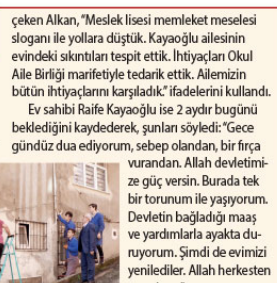 çeken Alkan, "Meslek lisesi memleket meselesi
sloganı ile yollara düştük. Kayaoğlu ailesinin
evindeki sıkıntıları tespit ettik. İhtiyaçları Okul
Aile Birliği marifetiyle tedarik ettik. Ailemizin
bütün ihtiyaçlarını karşıladık." ifadelerini kullandı.
Ev sahibi Raife Kayaoğlu ise 2 aydır bugünü
beklediğini kaydederek, şunları söyledi: "Gece
gündüz dua ediyorum, sebep olandan, bir fırça
vurandan. Allah devletimi-
ze güç versin. Burada tek
bir torunum ile yaşıyorum.
Devletin bağladığı maaş
ve yardımlarla ayakta du-
ruyorum. Şimdi de evimizi
yenilediler. Allah herkesten